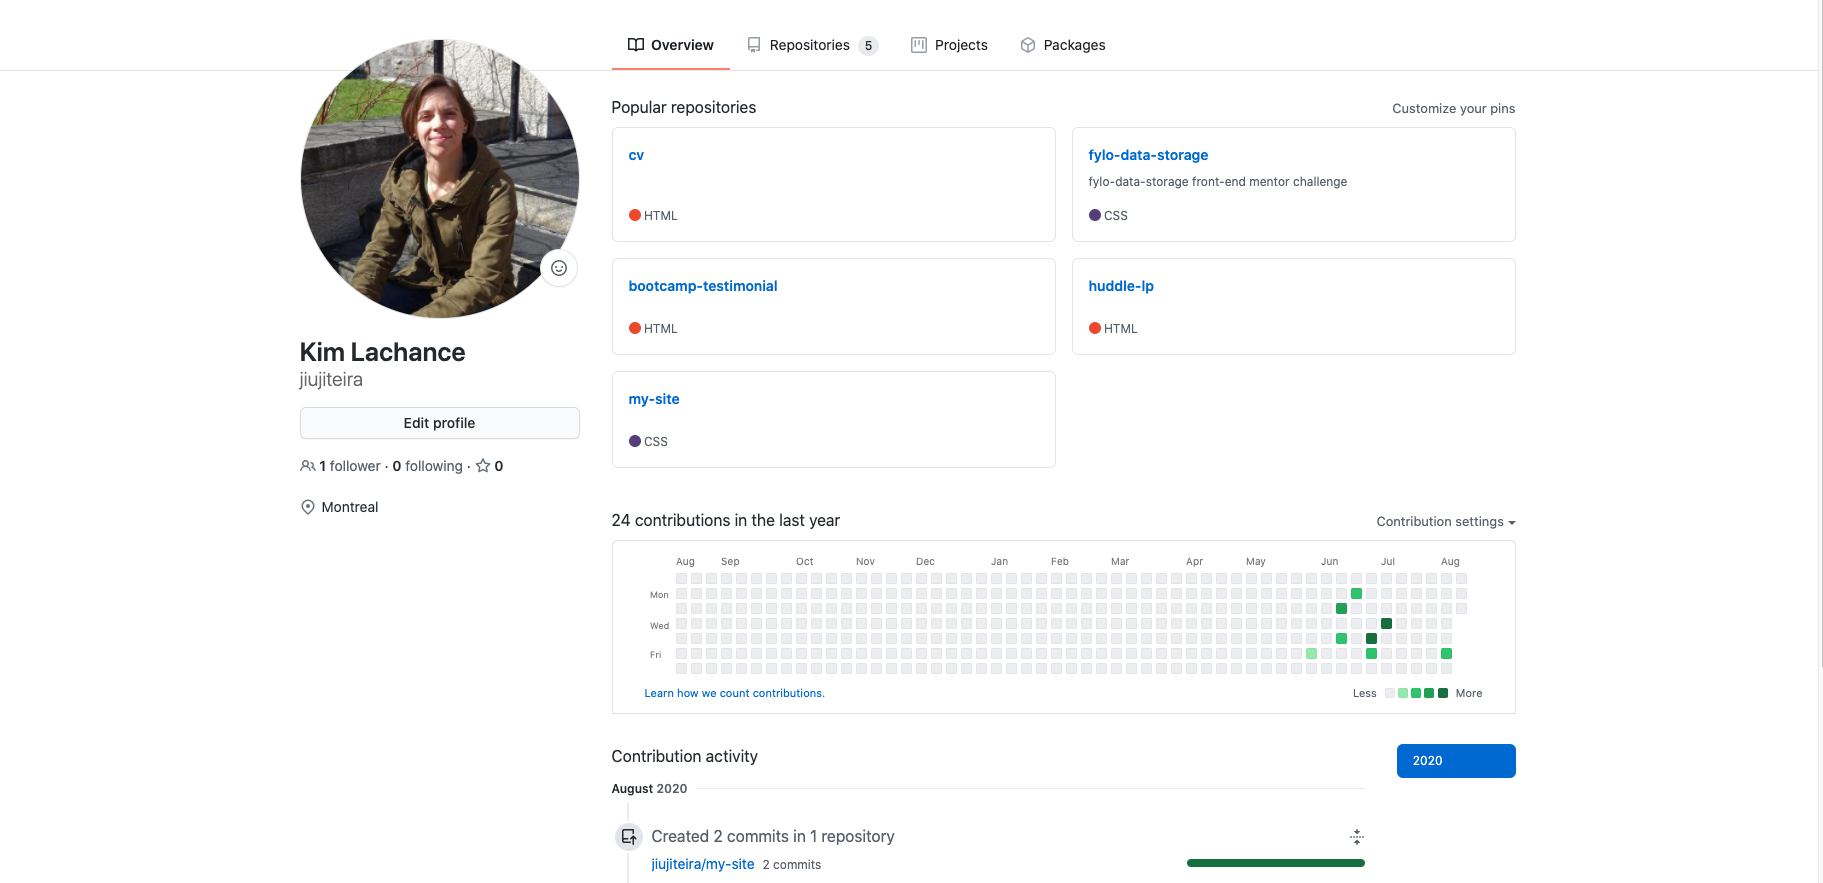 Overview
Repositories 5
Projects
Packages
Kim Lachance
jiujiteira
Edit profile
1 follower · 0 following · 0
Montreal
Popular repositories
Customize your pins
cv
HTML
fylo-data-storage
fylo-data-storage front-end mentor challenge
CSS
bootcamp-testimonial
HTML
huddle-lp
HTML
my-site
CSS
24 contributions in the last year
Contribution settings
Aug Sep Oct Nov Dec Jan Feb Mar Apr May Jun Jul Aug
Mon
Wed
Fri
Learn how we count contributions.
Less More
Contribution activity
2020
August 2020
Created 2 commits in 1 repository
jiujiteira/my-site 2 commits